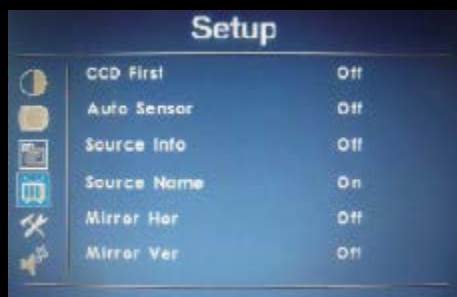 Setup
CCD First Off
Auto Sensor Off
Source Info Off
Source Name On
Mirror Hor Off
Mirror Ver Off